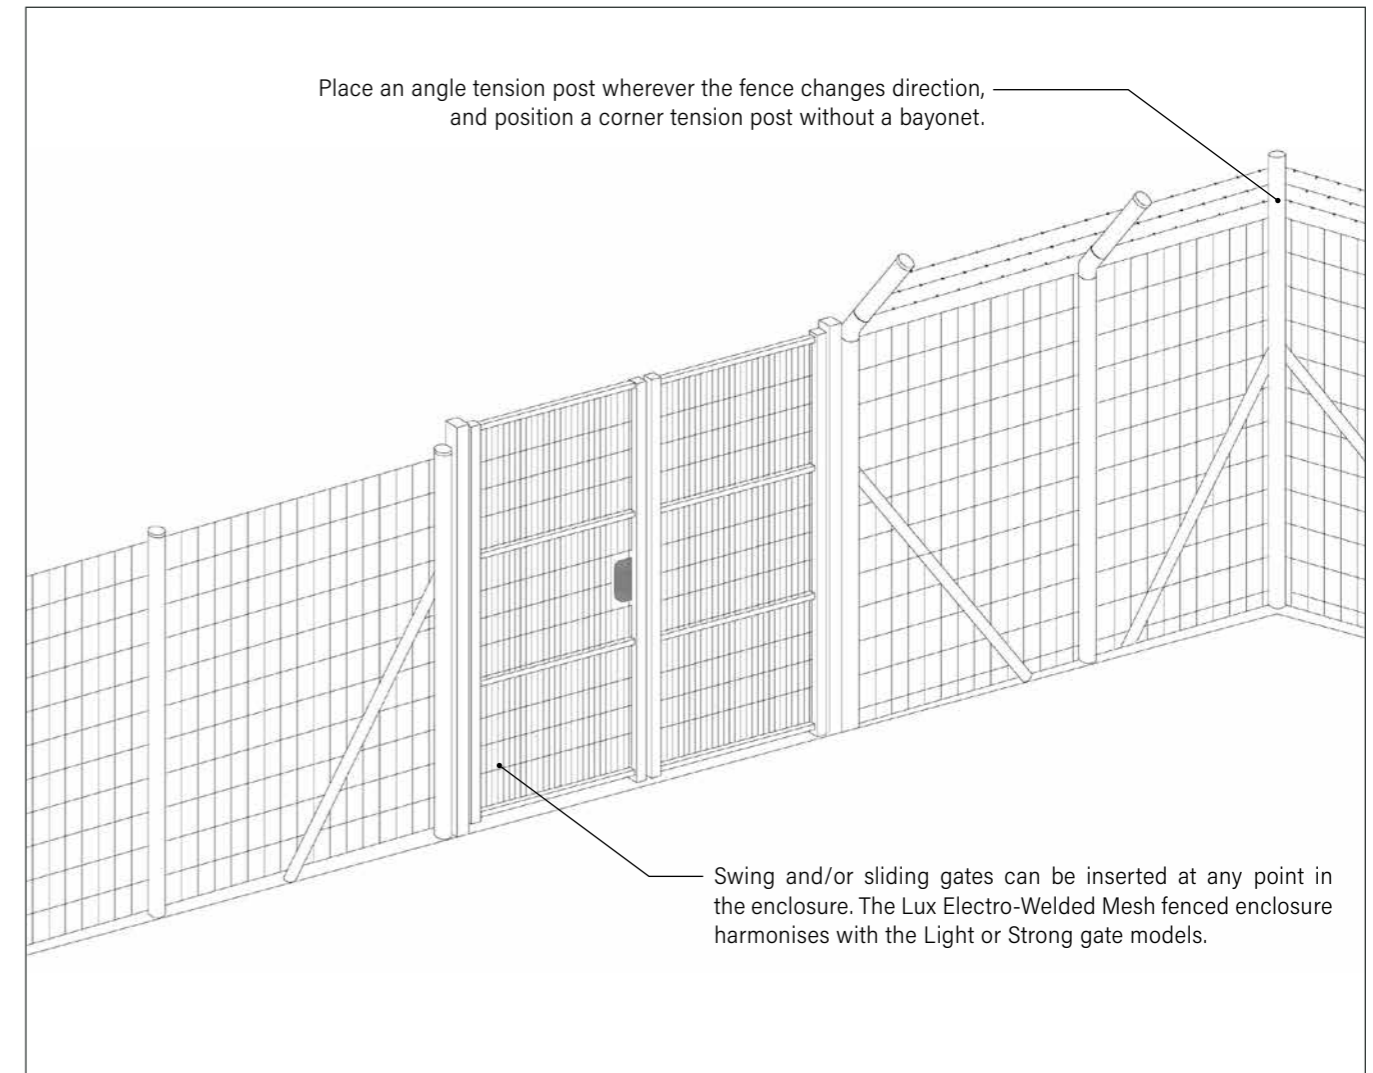 Place an angle tension post wherever the fence changes direction,
and position a corner tension post without a bayonet.
Swing and/or sliding gates can be inserted at any point in
the enclosure. The Lux Electro-Welded Mesh fenced enclosure
harmonises with the Light or Strong gate models.